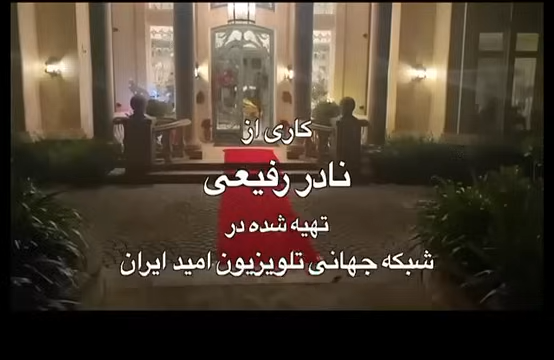 کاری از
نادر رفیعی
تهیه شده در
شبکه جهانی تلویزیون امید ایران